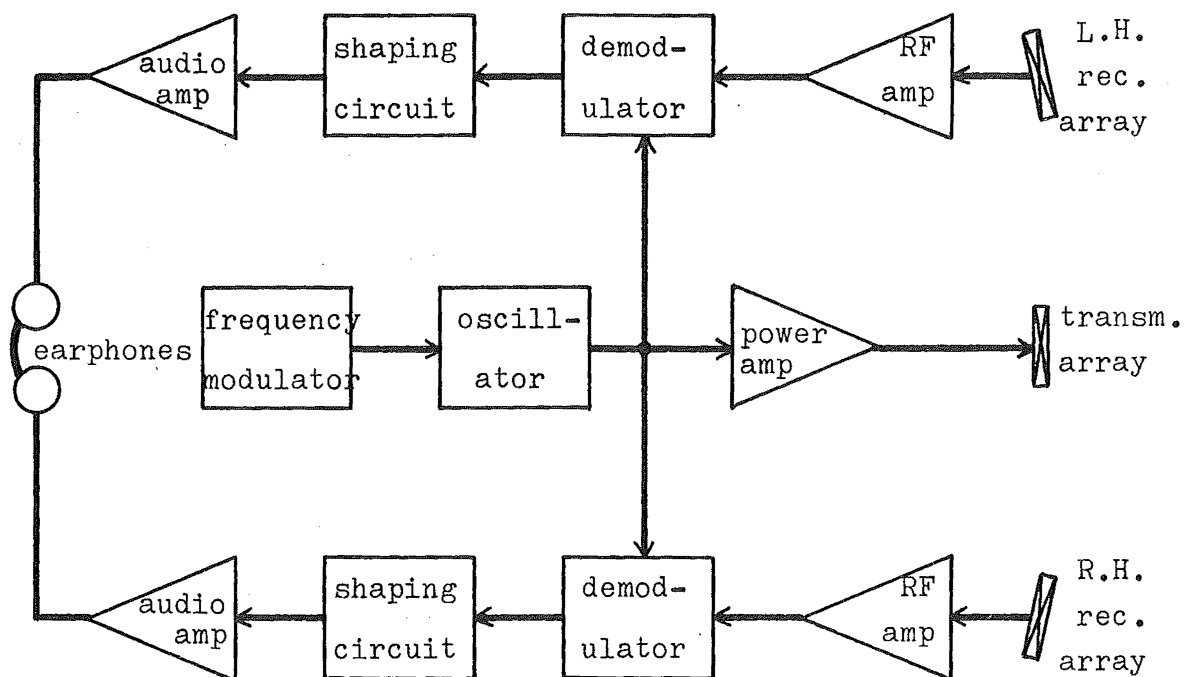 audio
amp
shaping
circuit
demod-
ulator
RF
amp
L.H.
rec.
array
earphones
frequency
modulator
oscill-
ator
power
amp
transm.
array
audio
amp
shaping
circuit
demod-
ulator
RF
amp
R.H.
rec.
array